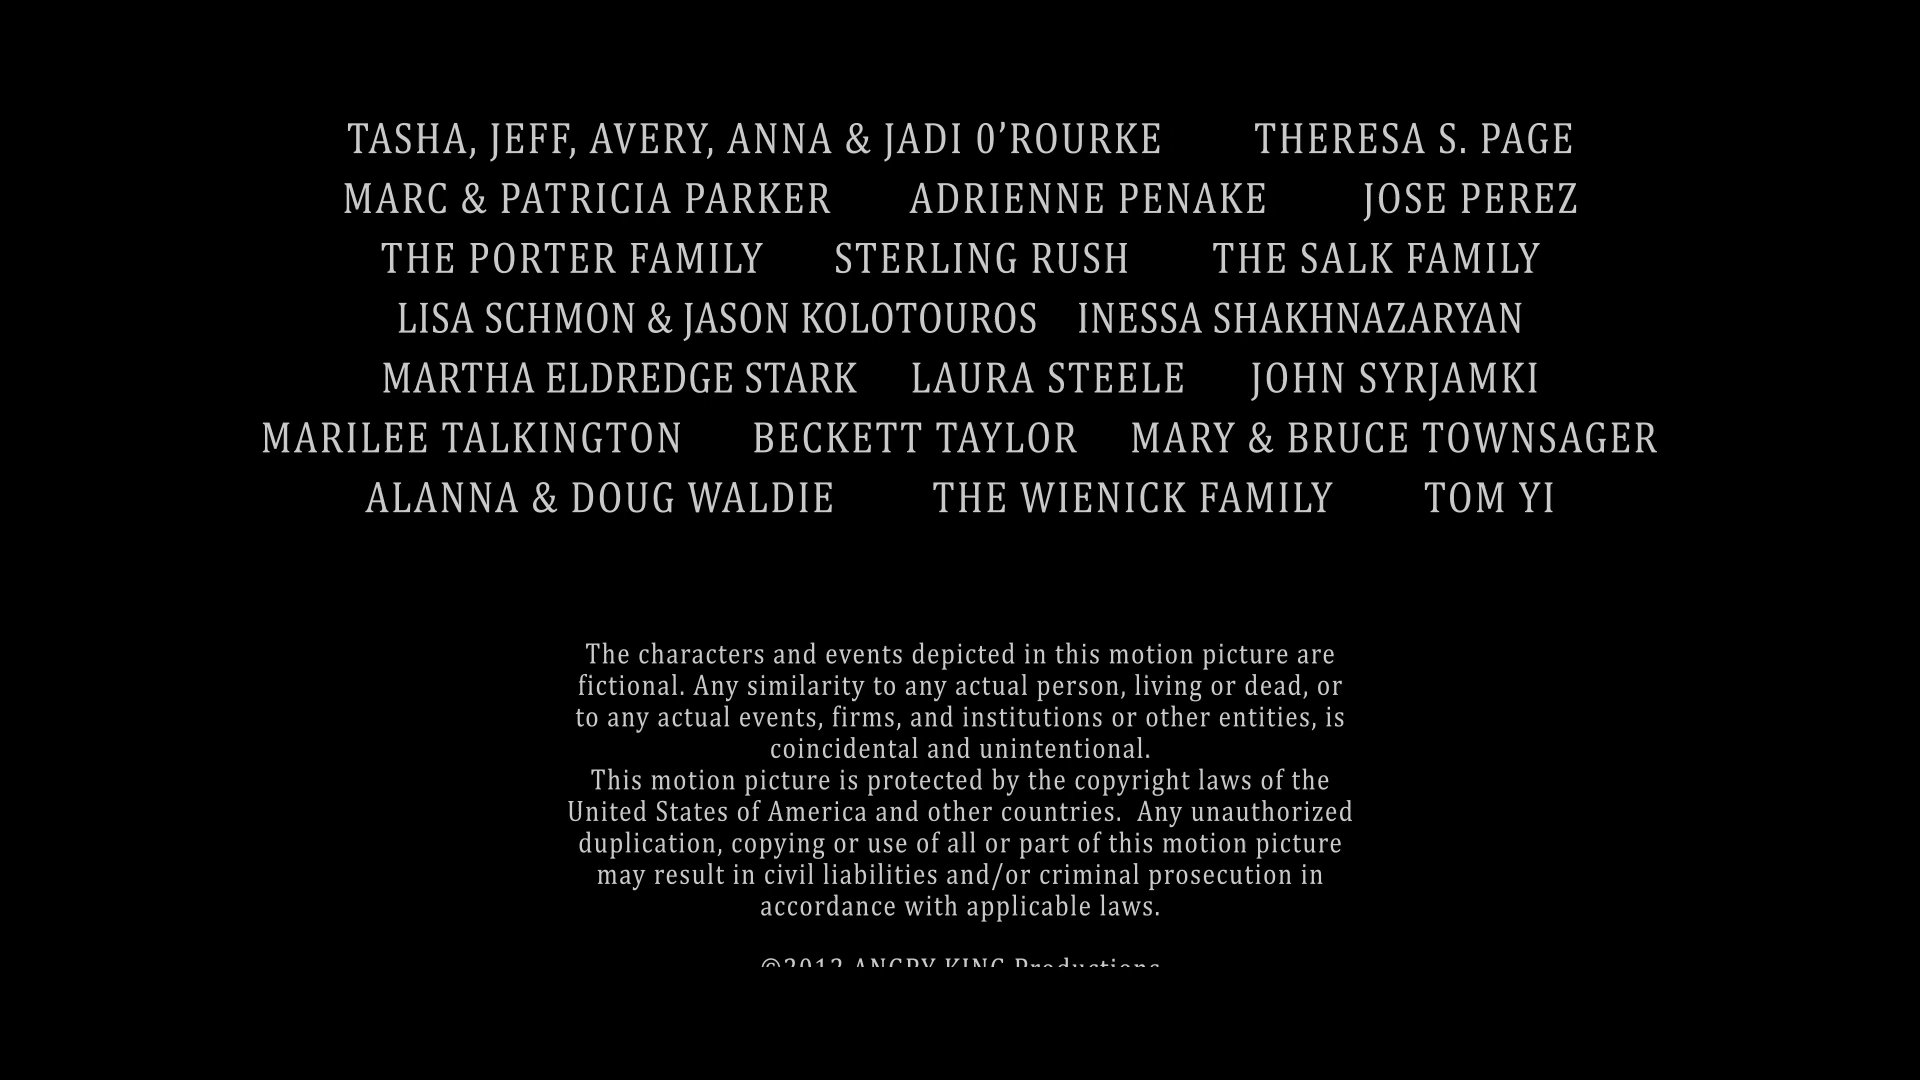 TASHA, JEFF, AVERY, ANNA & JADI 0’ROURKE THERESA S. PAGE
MARC & PATRICIA PARKER ADRIENNE PENAKE JOSE PEREZ
THE PORTER FAMILY STERLING RUSH THE SALK FAMILY
LISA SCHMON & JASON KOLOTOUROS INESSA SHAKHNAZARYAN
MARTHA ELDREDGE STARK LAURA STEELE JOHN SYRJAMKI
MARILEE TALKINGTON BECKETT TAYLOR MARY & BRUCE TOWNSAGER
ALANNA & DOUG WALDIE THE WIENICK FAMILY TOM YI
The characters and events depicted in this motion picture are
fictional. Any similarity to any actual person, living or dead, or
to any actual events, firms, and institutions or other entities, is
coincidental and unintentional.
This motion picture is protected by the copyright laws of the
United States of America and other countries.  Any unauthorized
duplication, copying or use of all or part of this motion picture
may result in civil liabilities and/or criminal prosecution in
accordance with applicable laws.
ANGRY KING Productions